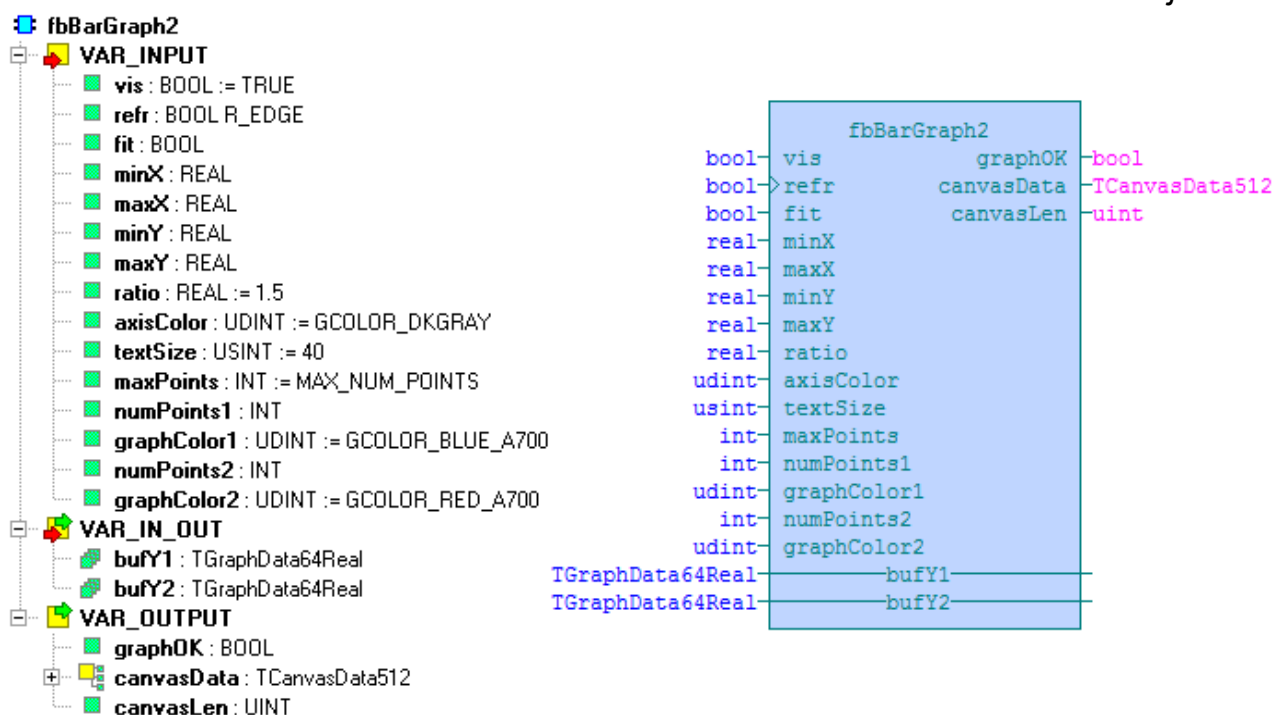 fbBarGraph2
VAR_INPUT
vis : BOOL := TRUE
refr : BOOL R_EDGE
fit : BOOL
minX : REAL
maxX : REAL
minY : REAL
maxY : REAL
ratio : REAL := 1.5
axisColor : UDINT := GCOLOR_DKGRAY
textSize : USINT := 40
maxPoints : INT := MAX_NUM_POINTS
numPoints1 : INT
graphColor1 : UDINT := GCOLOR_BLUE_A700
numPoints2 : INT
graphColor2 : UDINT := GCOLOR_RED_A700
VAR_IN_OUT
bufY1 : TGraphData64Real
bufY2 : TGraphData64Real
VAR_OUTPUT
graphOK : BOOL
canvasData : TCanvasData512
canvasLen : UINT
fbBarGraph2
bool vis graphOK bool
bool refr canvasData TCanvasData512
bool fit canvasLen uint
real minX
real maxX
real minY
real maxY
real ratio
udint axisColor
usint textSize
int maxPoints
int numPoints1
udint graphColor1
int numPoints2
udint graphColor2
TGraphData64Real bufY1
TGraphData64Real bufY2